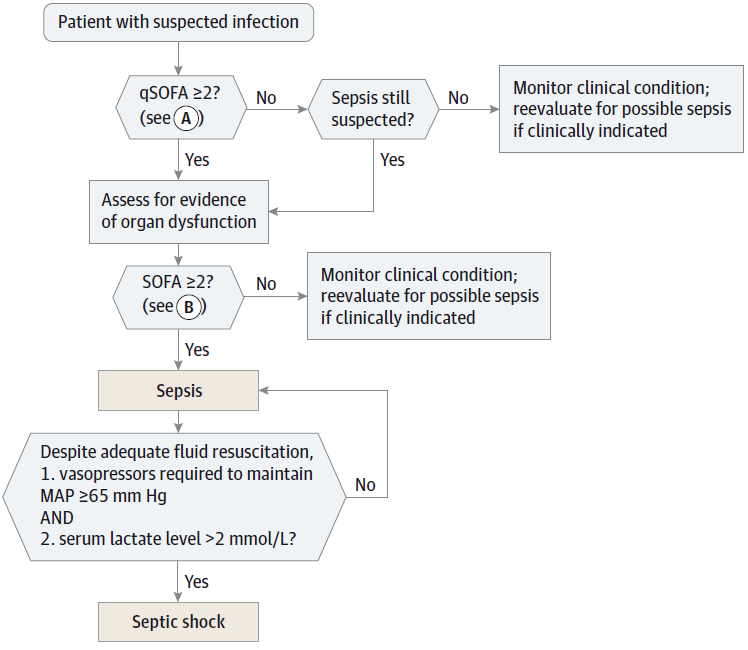 Patient with suspected infection
qSOFA ≥2?
(see A)
No
Sepsis still
suspected?
No
Monitor clinical condition;
reevaluate for possible sepsis
if clinically indicated
Yes
Yes
Assess for evidence
of organ dysfunction
SOFA ≥2?
(see B)
No
Monitor clinical condition;
reevaluate for possible sepsis
if clinically indicated
Yes
Sepsis
Despite adequate fluid resuscitation,
1. vasopressors required to maintain
MAP ≥65 mm Hg
AND
2. serum lactate level >2 mmol/L?
No
Yes
Septic shock